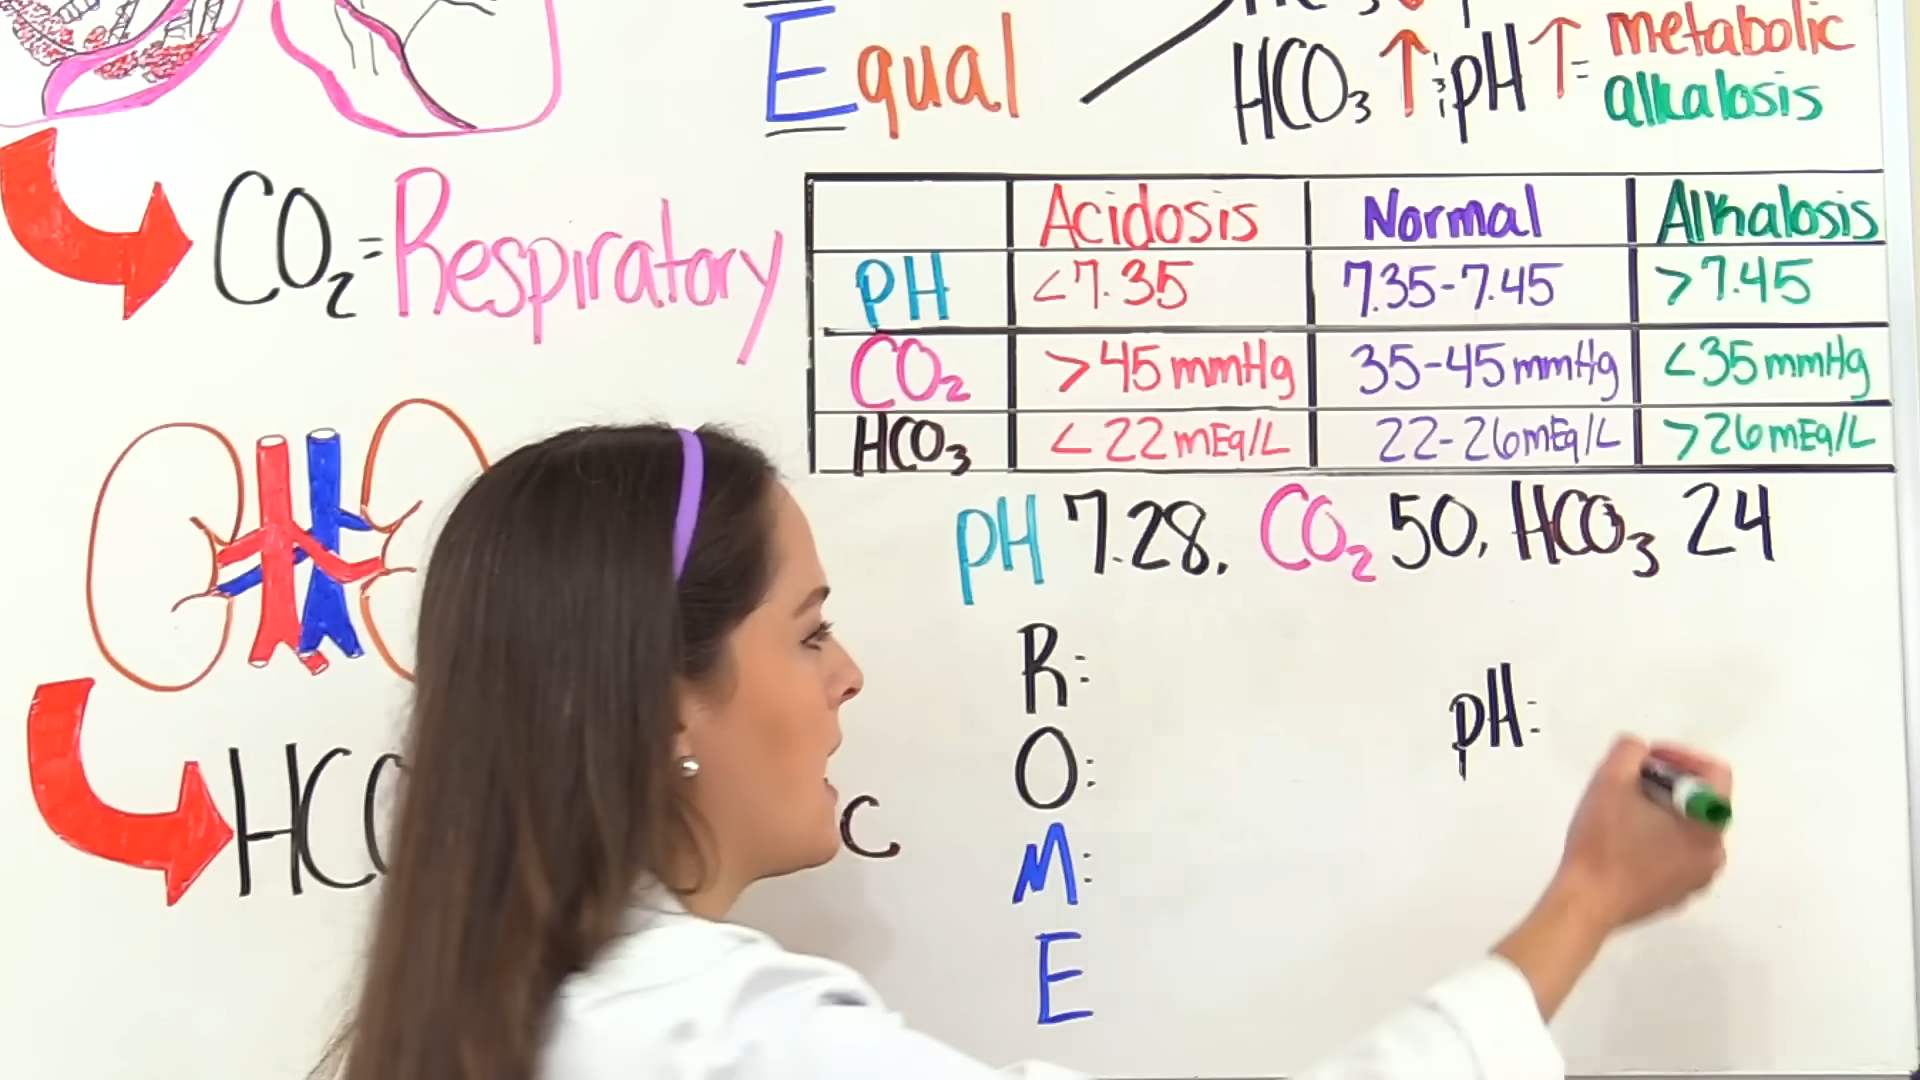 Equal
HCO3 ↑ ; pH ↑ = metabolic alkalosis
CO2 = Respiratory
Acidosis Normal Alkalosis
pH <7.35 7.35-7.45 >7.45
CO2 >45 mmHg 35-45 mmHg <35 mmHg
HCO3 <22 mEq/L 22-26 mEq/L >26 mEq/L
pH 7.28, CO2 50, HCO3 24
R:
O:
M:
E
pH: